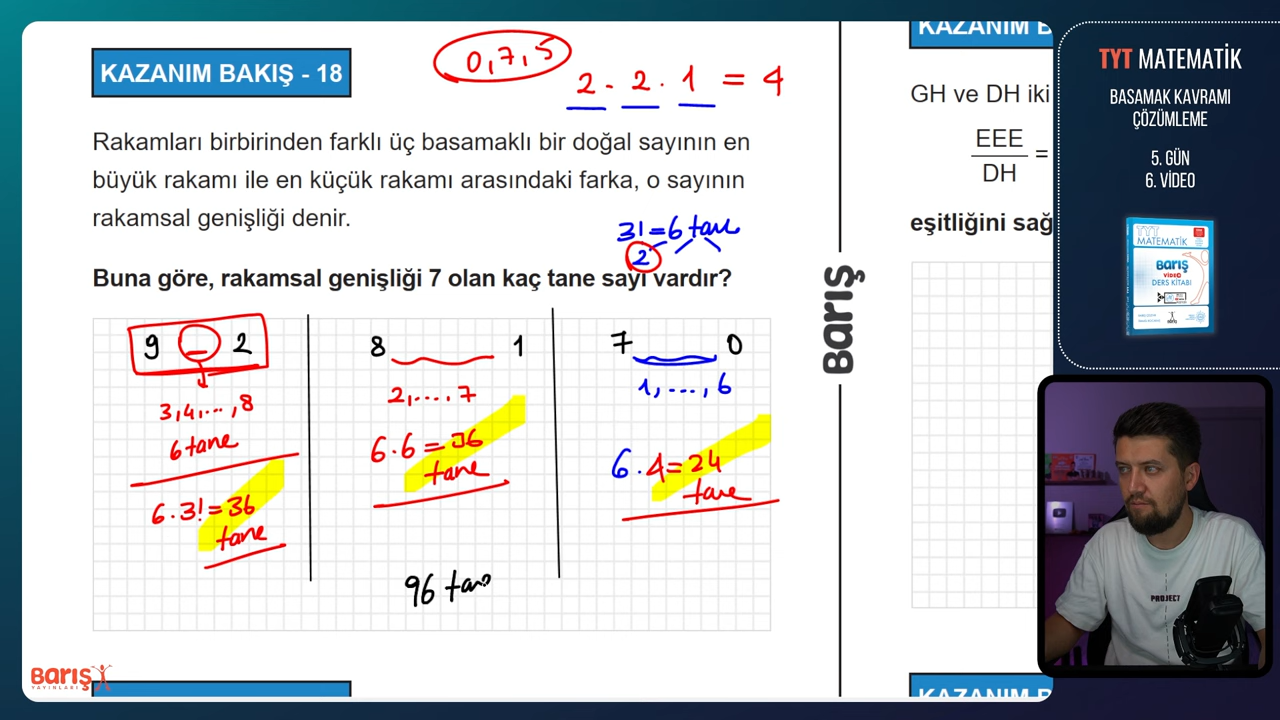 KAZANIM BAKIŞ - 18
0,7,5
2 . 2 . 1 = 4
Rakamları birbirinden farklı üç basamaklı bir doğal sayının en
büyük rakamı ile en küçük rakamı arasındaki farka, o sayının
rakamsal genişliği denir.
3! = 6 tane
2
Buna göre, rakamsal genişliği 7 olan kaç tane sayı vardır?
9 _ 2
3,4,...,8
6 tane
6.3! = 36
tane
8 1
2,...,7
6.6 = 36
tane
7 0
1,...,6
6.4 = 24
tane
96 tane
BARIŞ
YAYINLARI
Barış
KAZANIM B
GH ve DH iki
EEE
DH
=
eşitliğini sağ
KAZANIM B
TYT MATEMATİK
BASAMAK KAVRAMI
ÇÖZÜMLEME
5. GÜN
6. VİDEO
TYT
MATEMATİK
BARIŞ
VİDEO
DERS KİTABI
PROJECT